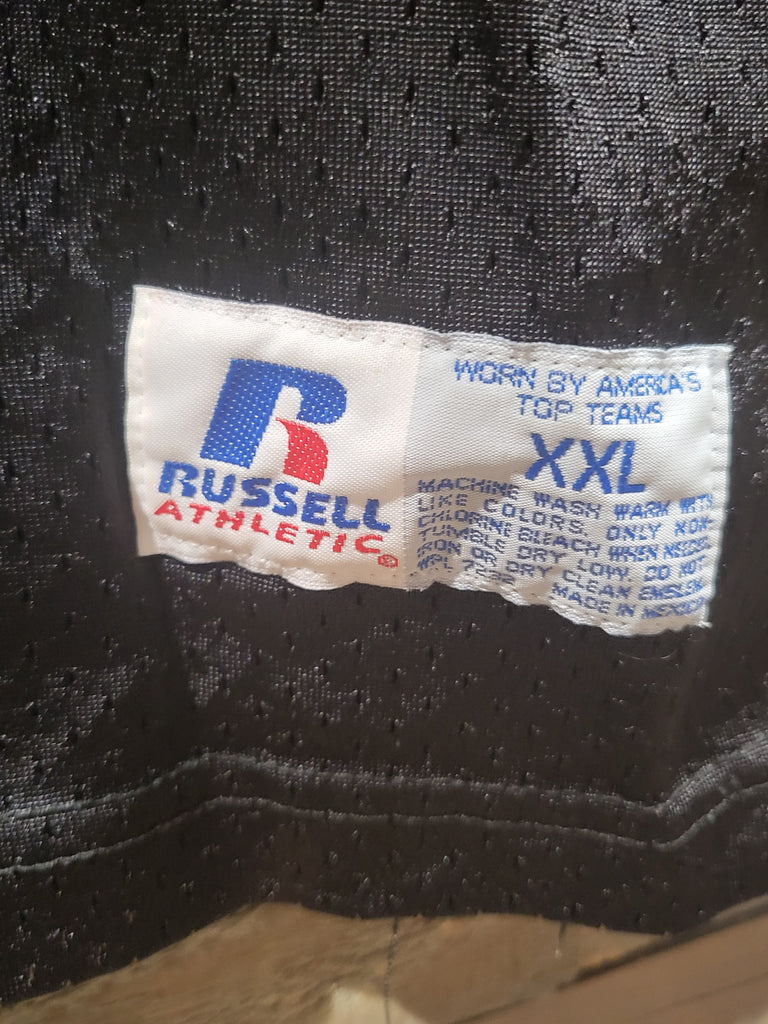 RUSSELL
ATHLETIC®
WORN BY AMERICA'S
TOP TEAMS
XXL
MACHINE WASH WARM WITH
LIKE COLORS. ONLY NON-
CHLORINE BLEACH WHEN NEEDED.
TUMBLE DRY LOW. DO NOT
IRON OR DRY CLEAN EMBLEM.
MADE IN MEXICO